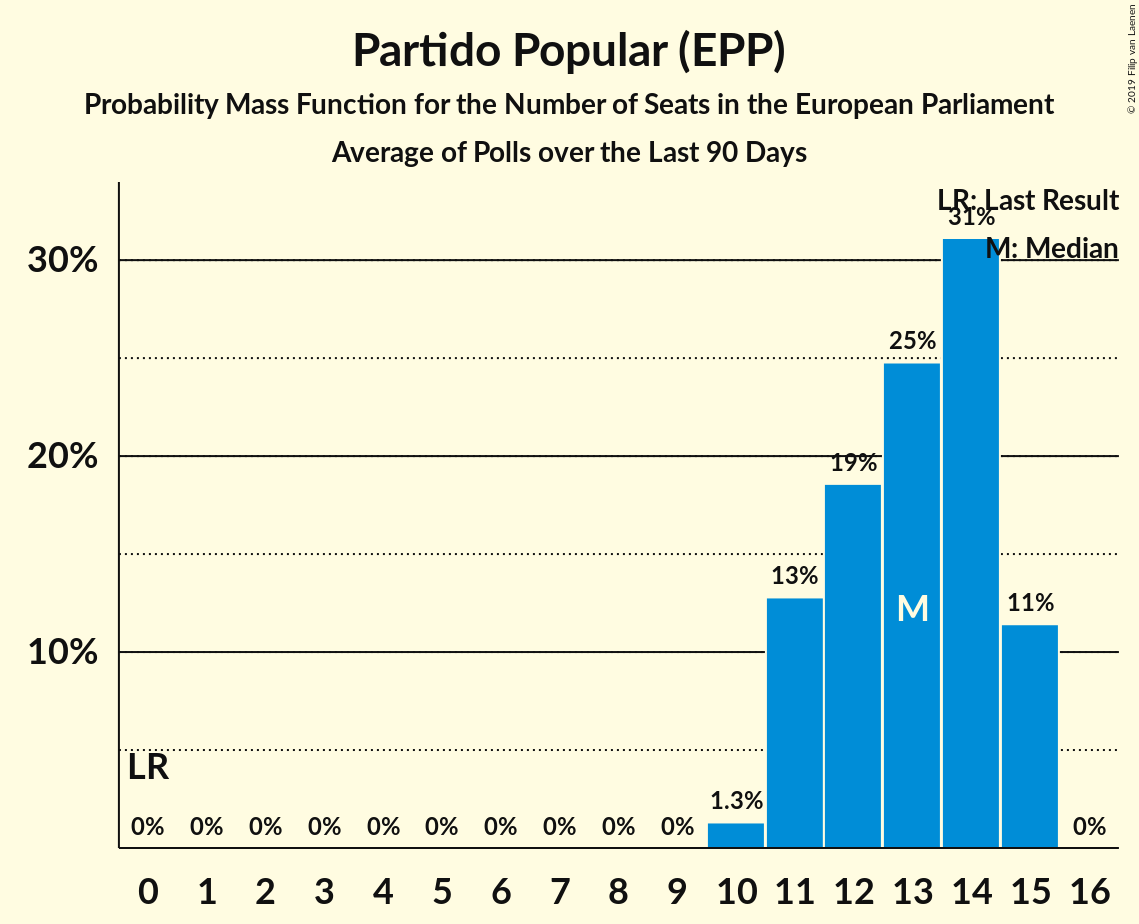 Partido Popular (EPP)
Probability Mass Function for the Number of Seats in the European Parliament
Average of Polls over the Last 90 Days
© 2019 Filip van Laenen
LR: Last Result
M: Median
31%
30%
25%
20%
19%
13%
M
11%
10%
LR
1.3%
0% 0% 0% 0% 0% 0% 0% 0% 0% 0% 0%
0 1 2 3 4 5 6 7 8 9 10 11 12 13 14 15 16